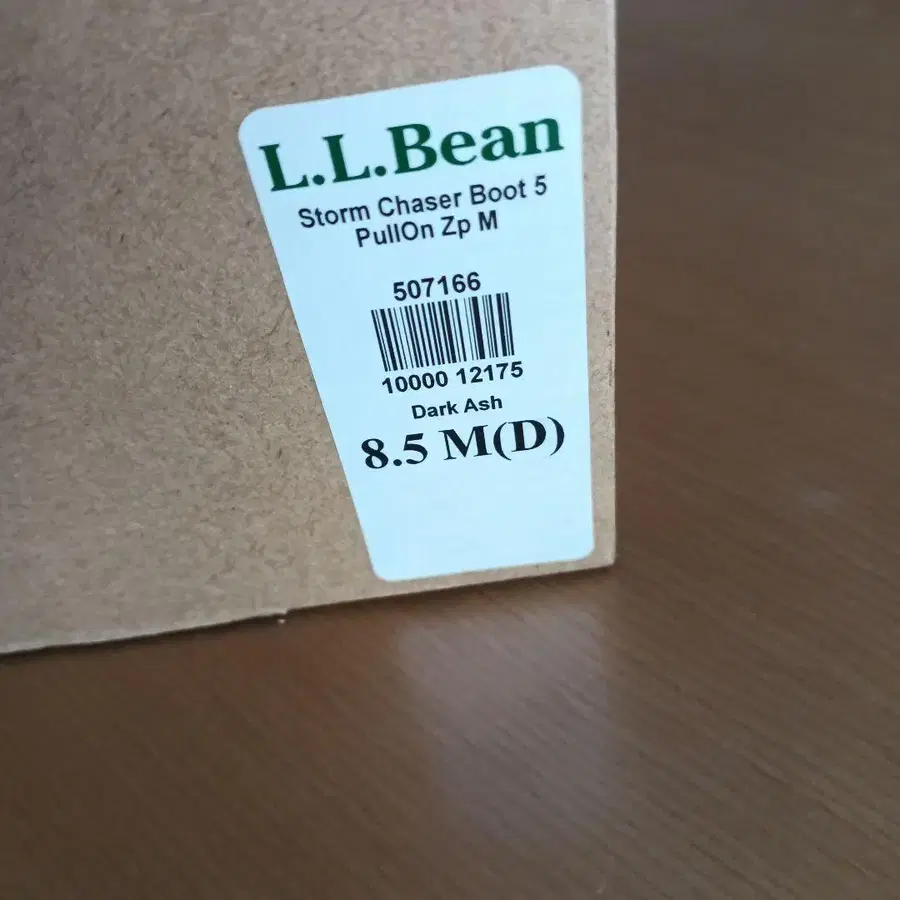 L.L.Bean
Storm Chaser Boot 5
PullOn Zp M
507166
10000 12175
Dark Ash
8.5 M(D)